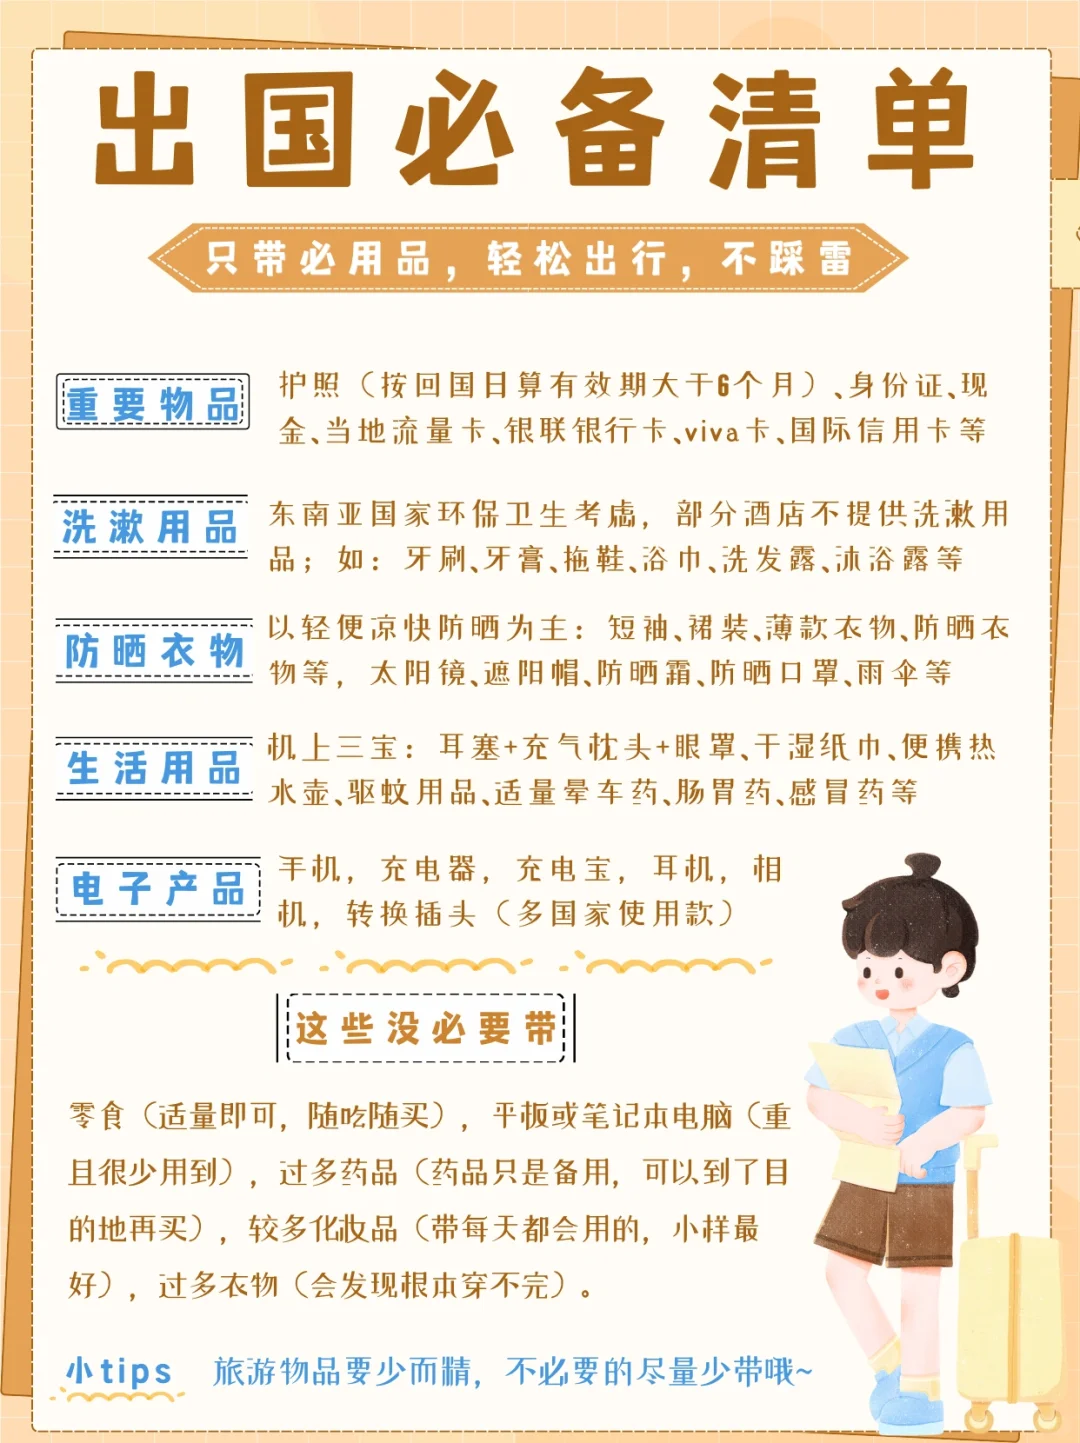 出国必备清单
只带必用品，轻松出行，不踩雷
重要物品
护照（按回国日算有效期大于6个月）、身份证、现
金、当地流量卡、银联银行卡、viva卡、国际信用卡等
洗漱用品
东南亚国家环保卫生考虑，部分酒店不提供洗漱用
品；如：牙刷、牙膏、拖鞋、浴巾、洗发露、沐浴露等
防晒衣物
以轻便凉快防晒为主：短袖、裙装、薄款衣物、防晒衣
物等，太阳镜、遮阳帽、防晒霜、防晒口罩、雨伞等
生活用品
机上三宝：耳塞+充气枕头+眼罩、干湿纸巾、便携热
水壶、驱蚊用品、适量晕车药、肠胃药、感冒药等
电子产品
手机，充电器，充电宝，耳机，相
机，转换插头（多国家使用款）
这些没必要带
零食（适量即可，随吃随买），平板或笔记本电脑（重
且很少用到），过多药品（药品只是备用，可以到了目
的地再买），较多化妆品（带每天都会用的，小样最
好），过多衣物（会发现根本穿不完）。
小tips
旅游物品要少而精，不必要的尽量少带哦~